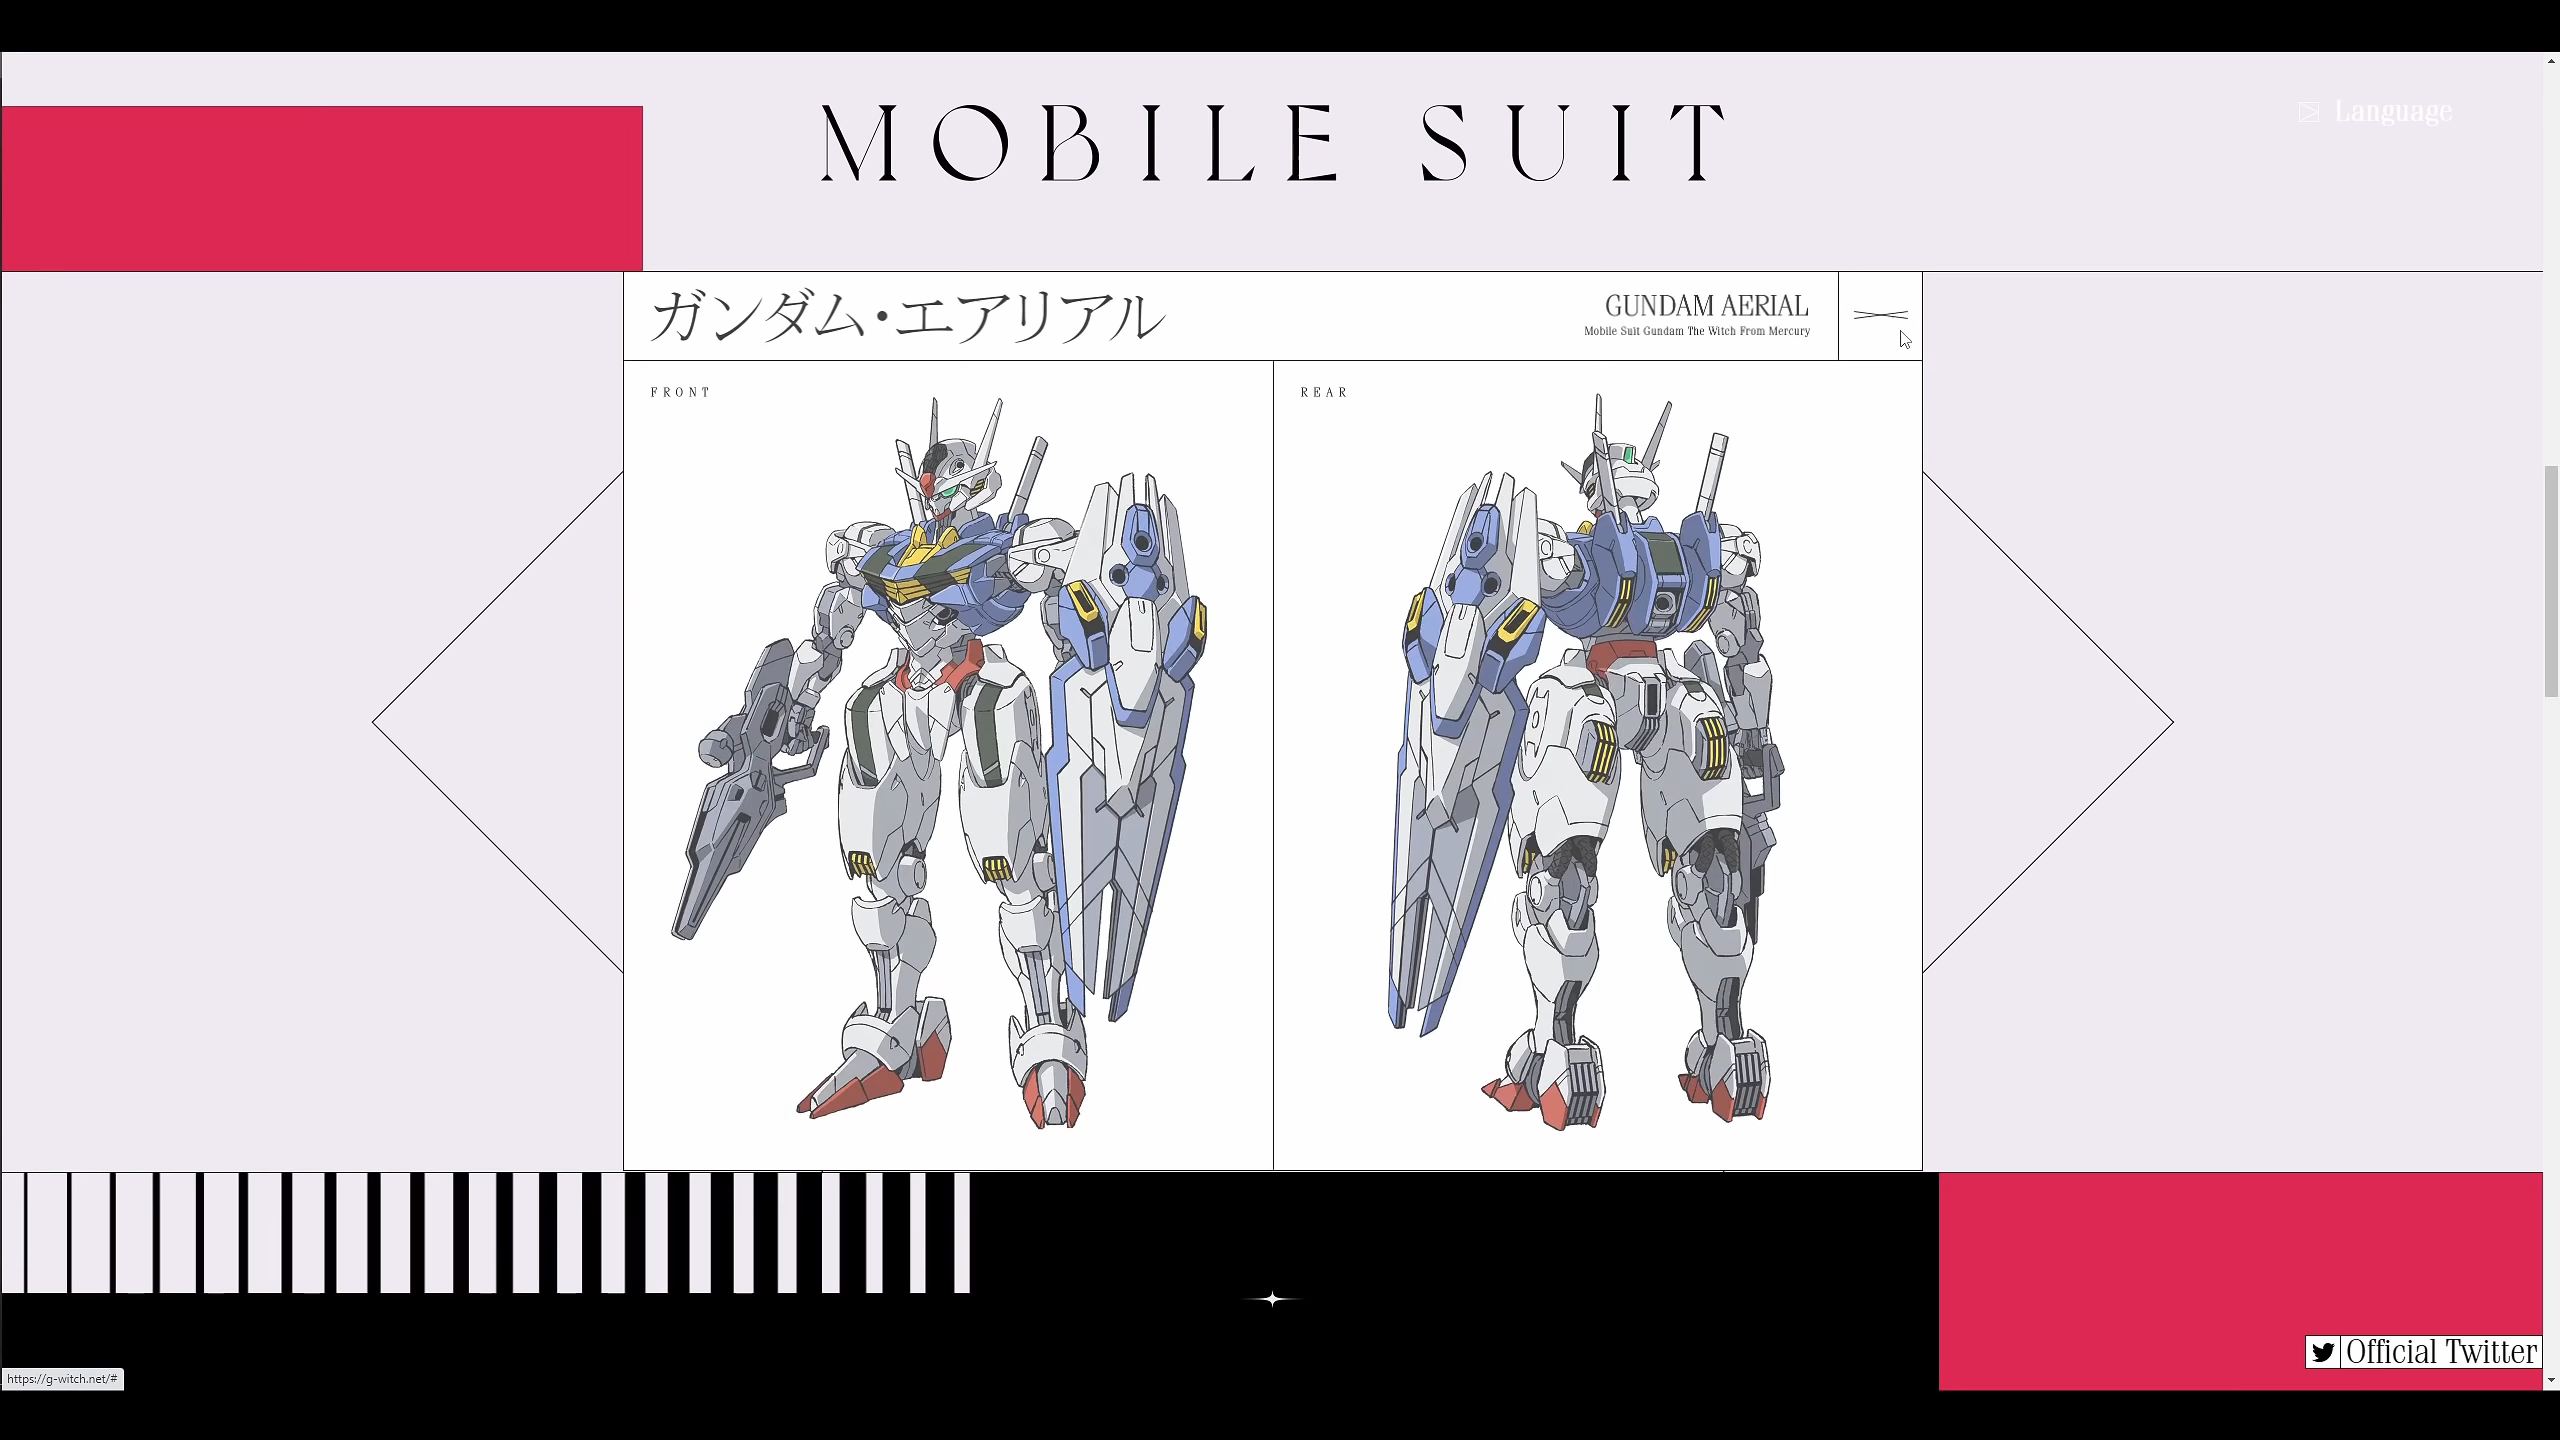 MOBILE SUIT
Language
ガンダム・エアリアル
GUNDAM AERIAL
Mobile Suit Gundam The Witch From Mercury
FRONT
REAR
Official Twitter
https://g-witch.net/#